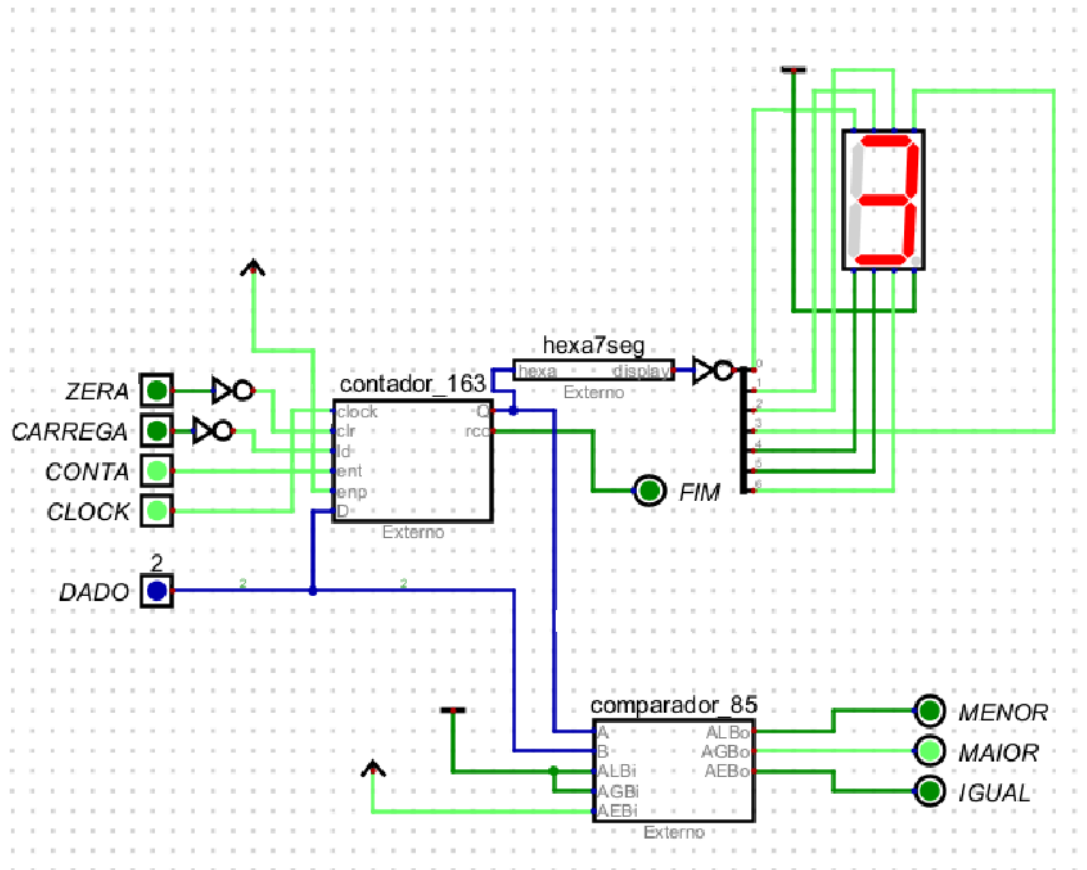 0
1
2
3
4
5
6
hexa7seg
hexa display
Externo
ZERA
CARREGA
CONTA
CLOCK
contador_163
clock
clr
ld
ent
enp
D
Q
rco
Externo
FIM
2
DADO
2 2
comparador_85
A
B
ALBi
AGBi
AEBi
ALBo
AGBo
AEBo
Externo
MENOR
MAIOR
IGUAL